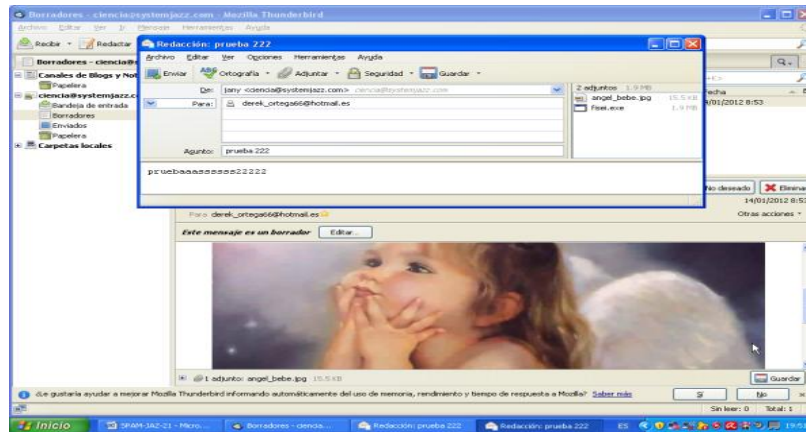 Borradores - ciencia@systemjazz.com - Mozilla Thunderbird
Archivo Editar Ver Ir Mensaje Herramientas Ayuda
Recibir Redactar
Redacción: prueba 222
Archivo Editar Ver Opciones Herramientas Ayuda
Enviar Ortografía Adjuntar Seguridad Guardar
De: jany <ciencia@systemjazz.com> ciencia@systemjazz.com
Para: derek_ortega66@hotmail.es
Asunto: prueba 222
2 adjuntos 1.9 MB
angel_bebe.jpg 15.5 KB
Fisei.exe 1.9 MB
pruebaaassssss22222
Borradores - ciencia@s
Canales de Blogs y Not
Papelera
ciencia@systemjazz.c
Bandeja de entrada
Borradores
Enviados
Papelera
Carpetas locales
Fecha
/01/2012 8:53
No deseado Elimina
14/01/2012 8:53
Para derek_ortega66@hotmail.es
Otras acciones
Este mensaje es un borrador Editar...
1 adjunto: angel_bebe.jpg 15.5 KB
Guardar
¿Le gustaría ayudar a mejorar Mozilla Thunderbird informando automáticamente del uso de memoria, rendimiento y tiempo de respuesta a Mozilla? Saber más Sí No
Sin leer: 0 Total: 1
Inicio SPAM-JAZ-21 - Micro... Borradores - ciencia... Redacción: prueba 222 Redacción: prueba 222 ES 19:51